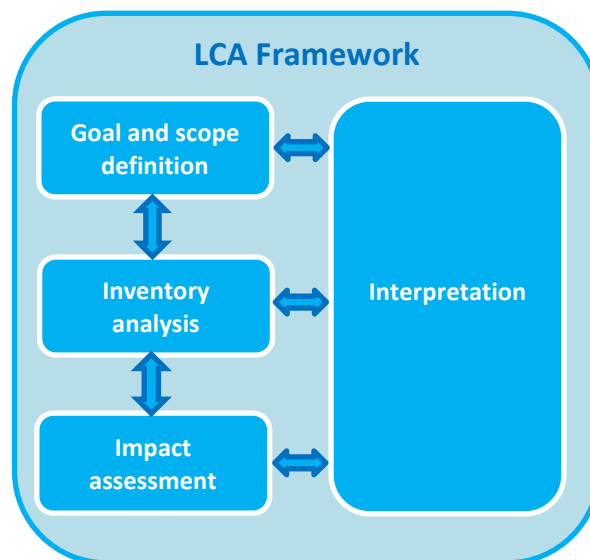 LCA Framework
Goal and scope
definition
Inventory
analysis
Interpretation
Impact
assessment